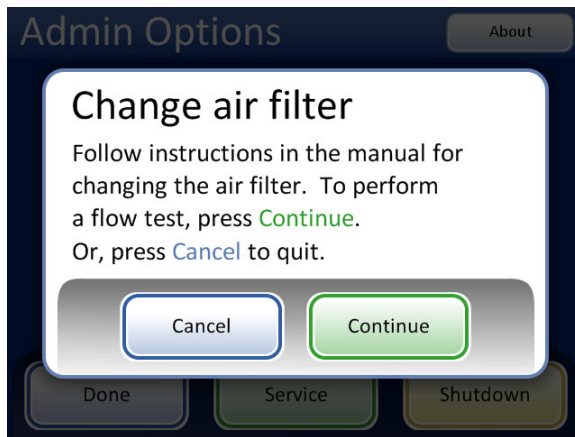 Admin Options
About
Change air filter
Follow instructions in the manual for
changing the air filter. To perform
a flow test, press Continue.
Or, press Cancel to quit.
Cancel
Continue
Done
Service
Shutdown